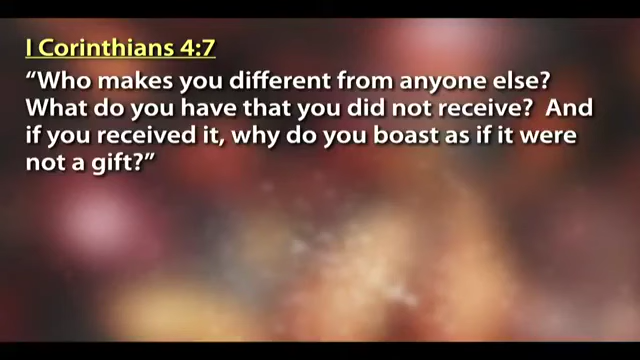 I Corinthians 4:7
“Who makes you different from anyone else?
What do you have that you did not receive?  And
if you received it, why do you boast as if it were
not a gift?”